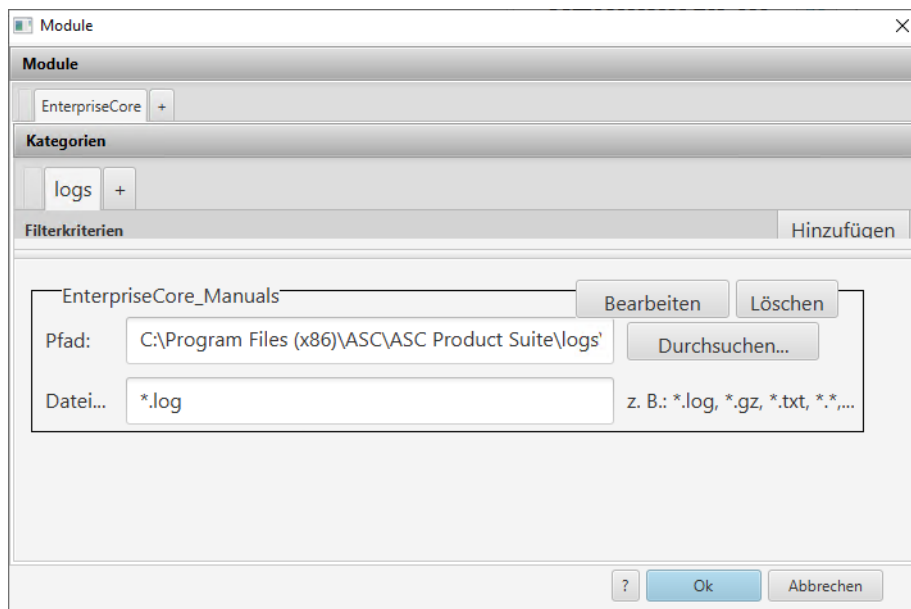 Module
Module
EnterpriseCore +
Kategorien
logs +
Filterkriterien Hinzufügen
EnterpriseCore_Manuals Bearbeiten Löschen
Pfad: C:\Program Files (x86)\ASC\ASC Product Suite\logs\ Durchsuchen...
Datei... *.log z. B.: *.log, *.gz, *.txt, *.*,...
? Ok Abbrechen